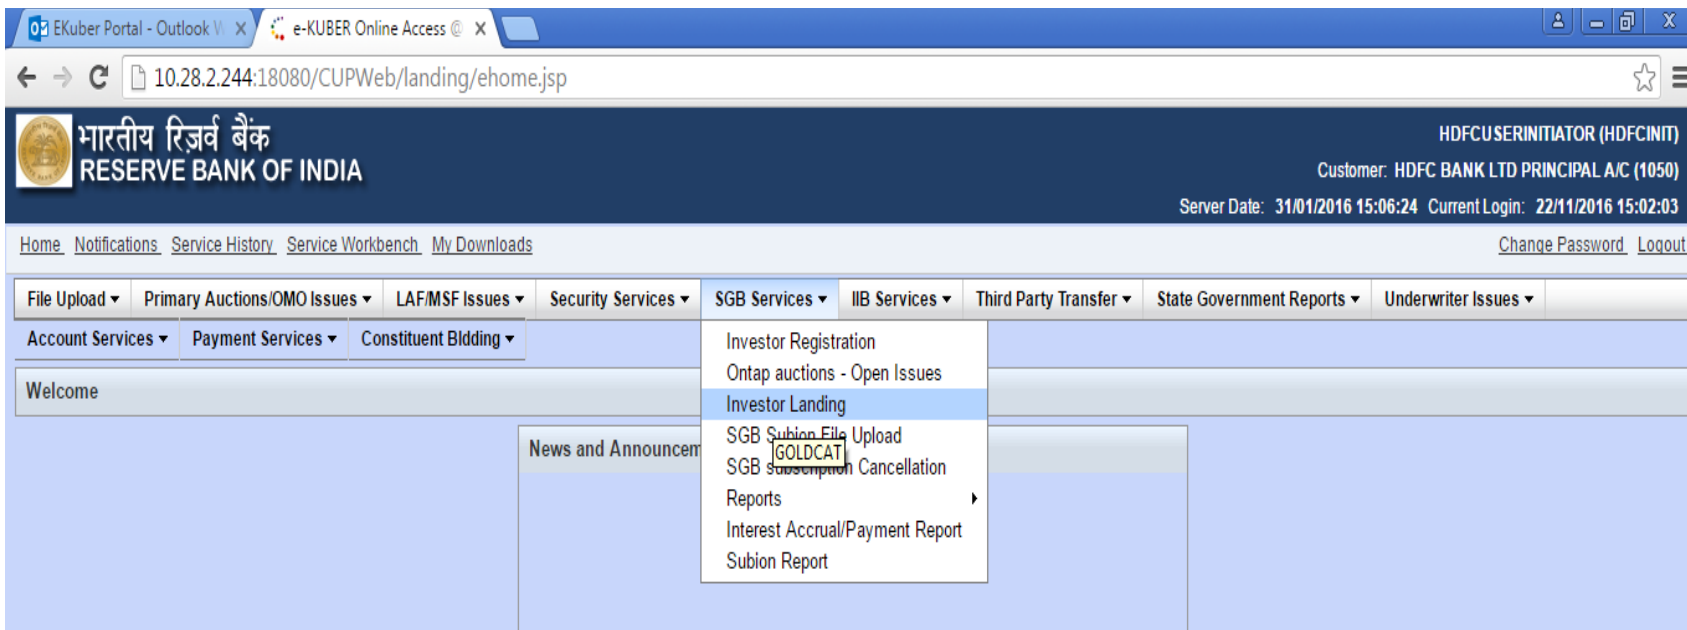 EKuber Portal - Outlook W
e-KUBER Online Access @
10.28.2.244:18080/CUPWeb/landing/ehome.jsp
भारतीय रिज़र्व बैंक
RESERVE BANK OF INDIA
HDFCUSERINITIATOR (HDFCINIT)
Customer: HDFC BANK LTD PRINCIPAL A/C (1050)
Server Date: 31/01/2016 15:06:24 Current Login: 22/11/2016 15:02:03
Home Notifications Service History Service Workbench My Downloads
Change Password Logout
File Upload Primary Auctions/OMO Issues LAF/MSF Issues Security Services SGB Services IIB Services Third Party Transfer State Government Reports Underwriter Issues
Account Services Payment Services Constituent BIdding
Investor Registration
Ontap auctions - Open Issues
Investor Landing
SGB Subion File Upload
GOLDCAT
SGB subscription Cancellation
Reports
Interest Accrual/Payment Report
Subion Report
Welcome
News and Announcem